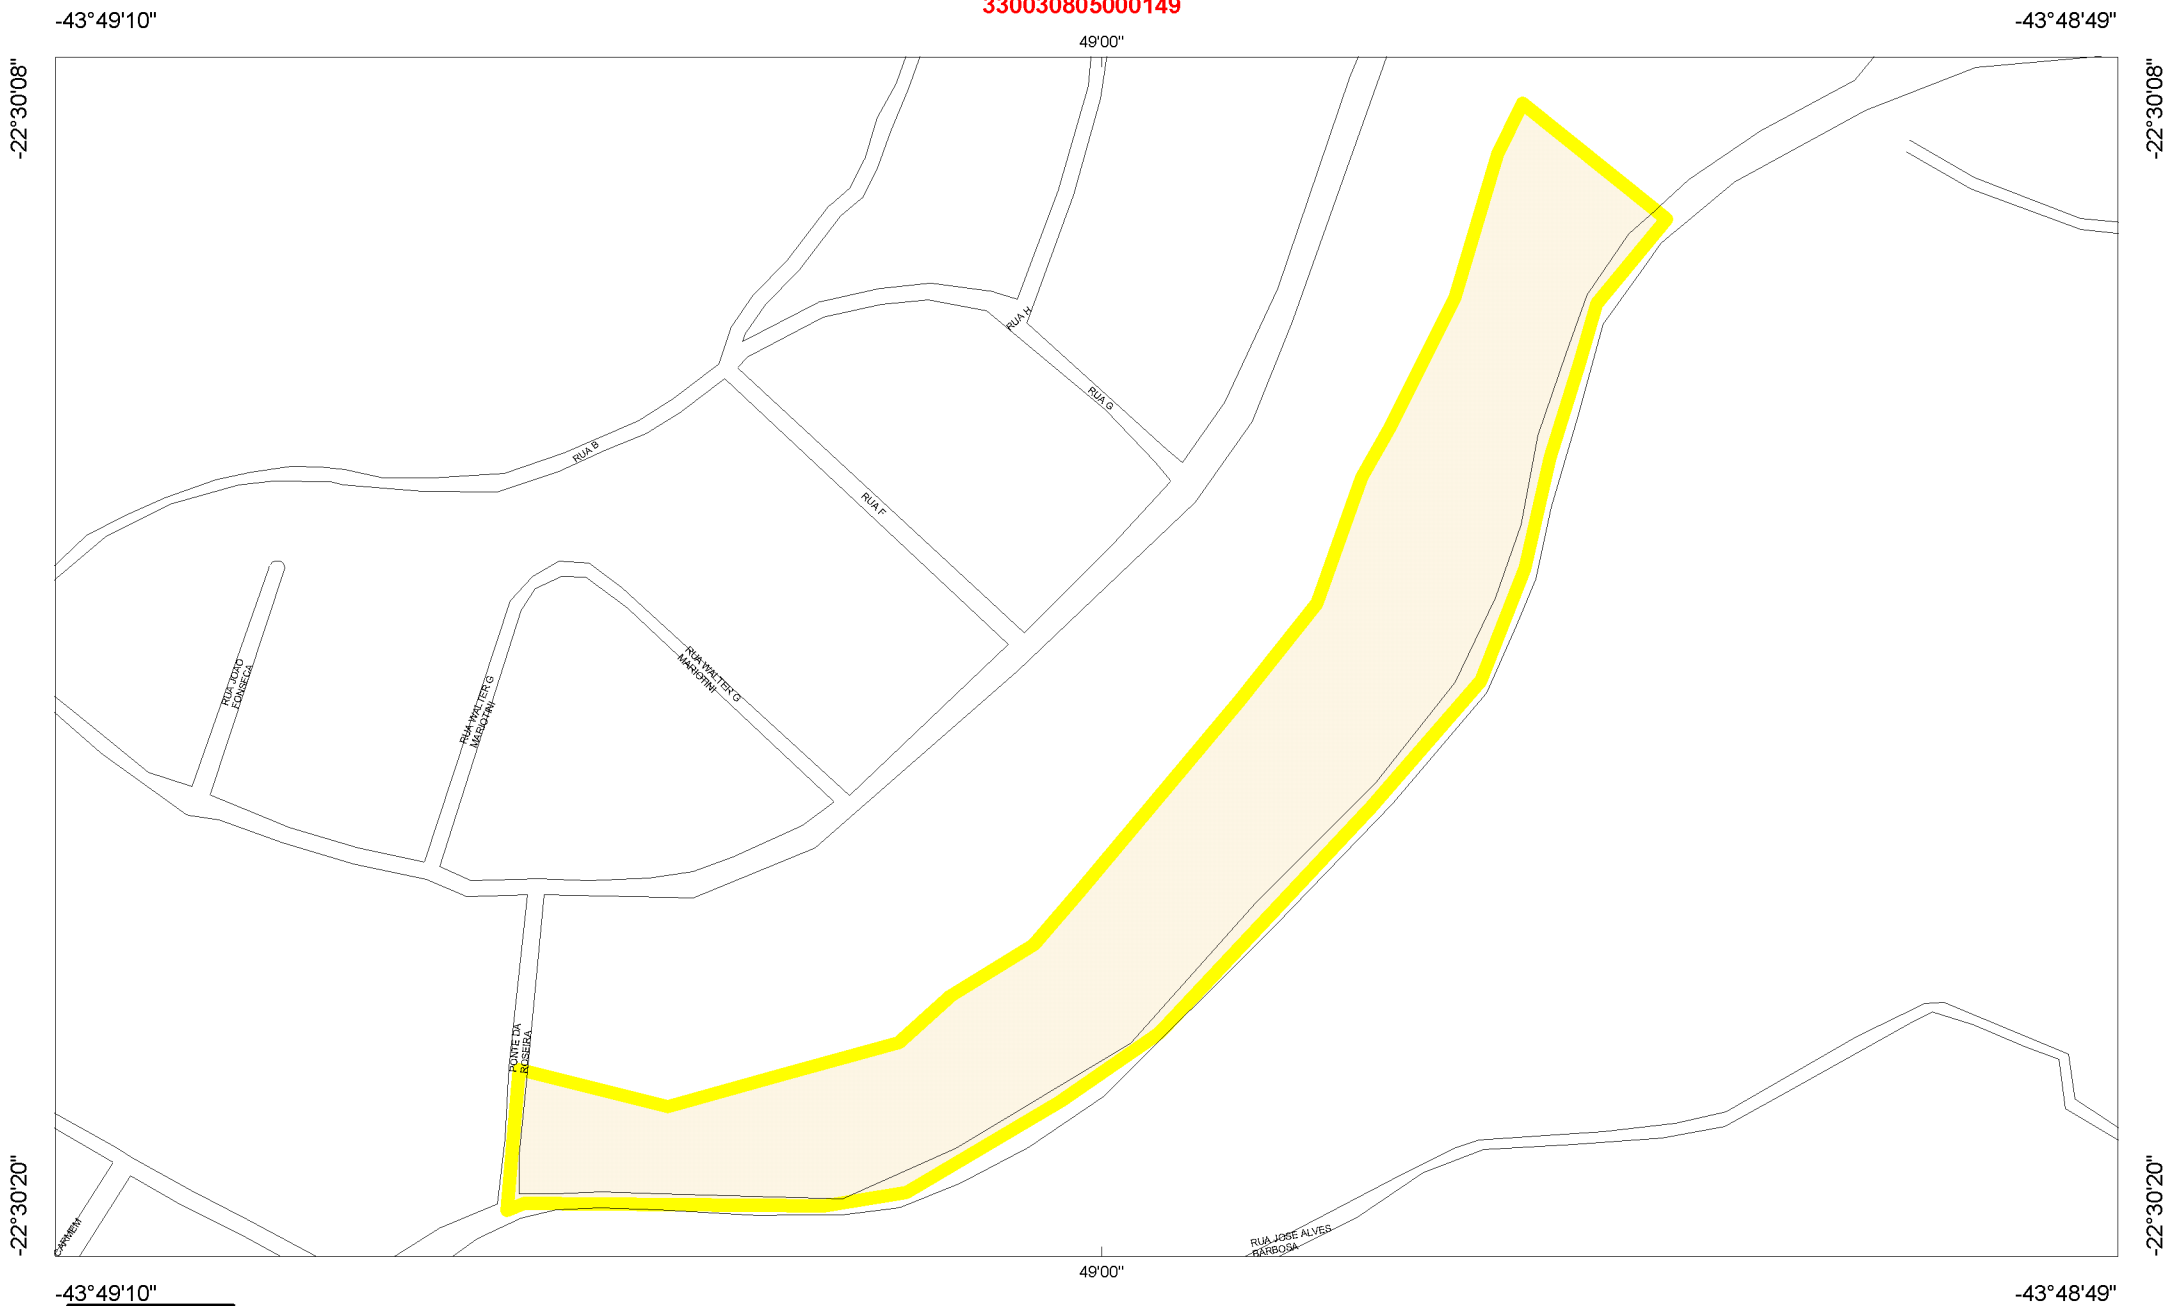 330030805000149
-43°49'10"
-43°48'49"
49'00"
-22°30'08"
-22°30'08"
RUA H
RUA G
RUA B
RUA F
RUA JOAO
FONSECA
RUA WALTER G
MARIOTINI
RUA WALTER G
MARIOTINI
PONTE DA
ROSEIRA
-22°30'20"
-22°30'20"
CARMEM
RUA JOSE ALVES
BARBOSA
49'00"
-43°49'10"
-43°48'49"